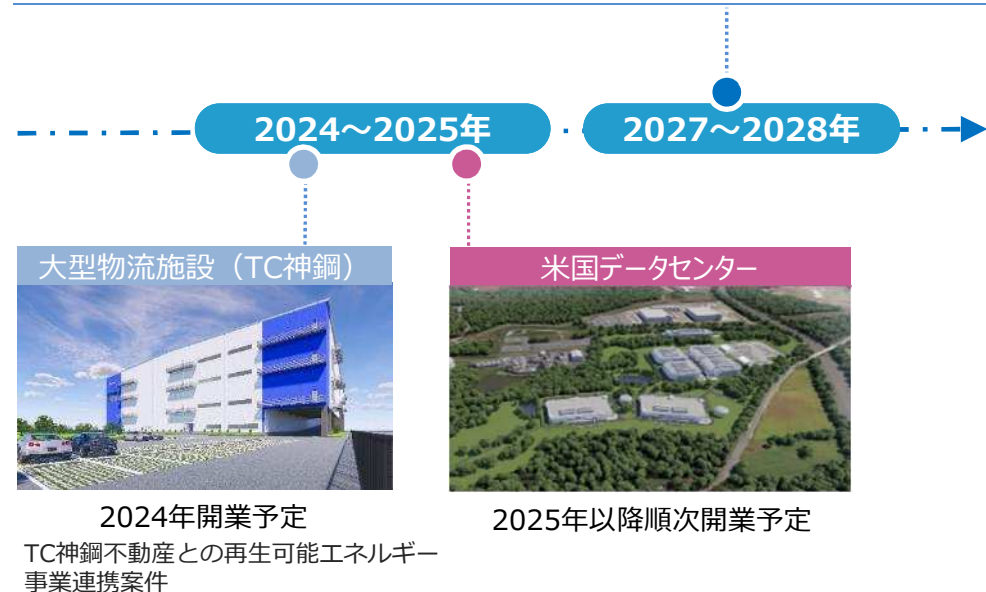 2024～2025年
2027～2028年
大型物流施設（TC神鋼）
米国データセンター
2024年開業予定
2025年以降順次開業予定
TC神鋼不動産との再生可能エネルギー
事業連携案件